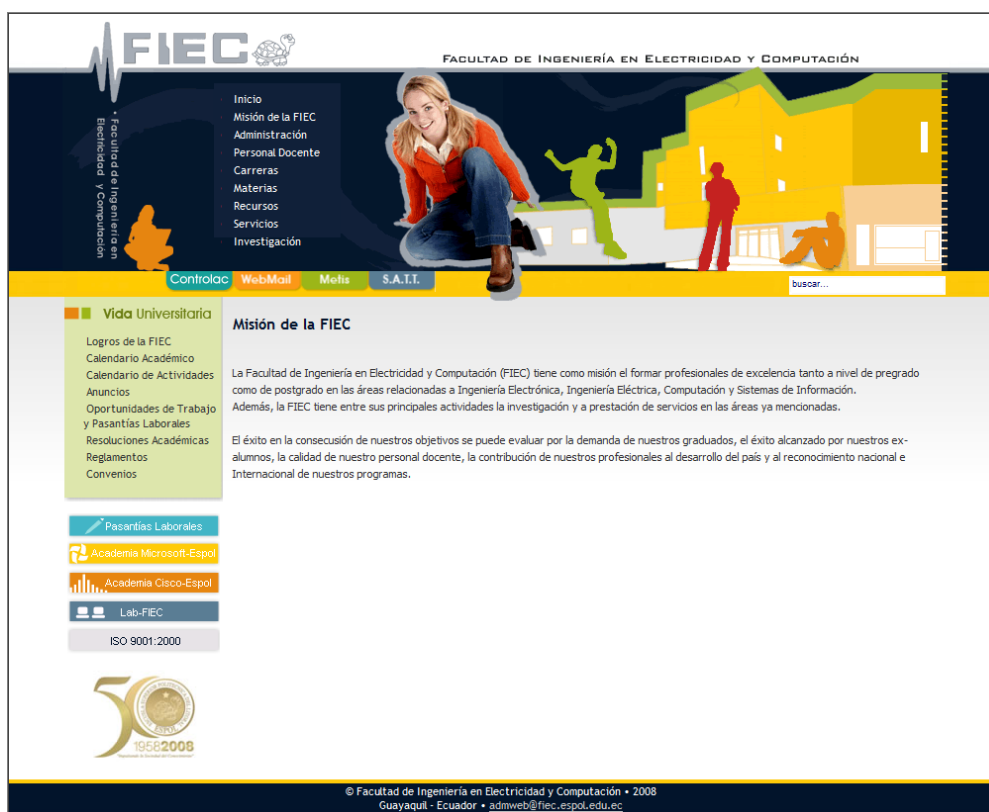 FIEC
FACULTAD DE INGENIERÍA EN ELECTRICIDAD Y COMPUTACIÓN
• Facultad de Ingeniería en
Electricidad y Computación
Inicio
Misión de la FIEC
Administración
Personal Docente
Carreras
Materias
Recursos
Servicios
Investigación
Controlac
WebMail
Metis
S.A.T.T.
buscar...
Vida Universitaria
Logros de la FIEC
Calendario Académico
Calendario de Actividades
Anuncios
Oportunidades de Trabajo
y Pasantías Laborales
Resoluciones Académicas
Reglamentos
Convenios
Pasantías Laborales
Academia Microsoft-Espol
Academia Cisco-Espol
Lab-FIEC
ISO 9001:2000
50
ESPOL
1958 2008
Misión de la FIEC
La Facultad de Ingeniería en Electricidad y Computación (FIEC) tiene como misión el formar profesionales de excelencia tanto a nivel de pregrado
como de postgrado en las áreas relacionadas a Ingeniería Electrónica, Ingeniería Eléctrica, Computación y Sistemas de Información.
Además, la FIEC tiene entre sus principales actividades la investigación y a prestación de servicios en las áreas ya mencionadas.
El éxito en la consecusión de nuestros objetivos se puede evaluar por la demanda de nuestros graduados, el éxito alcanzado por nuestros ex-
alumnos, la calidad de nuestro personal docente, la contribución de nuestros profesionales al desarrollo del país y al reconocimiento nacional e
Internacional de nuestros programas.
© Facultad de Ingeniería en Electricidad y Computación • 2008
Guayaquil - Ecuador • admweb@fiec.espol.edu.ec